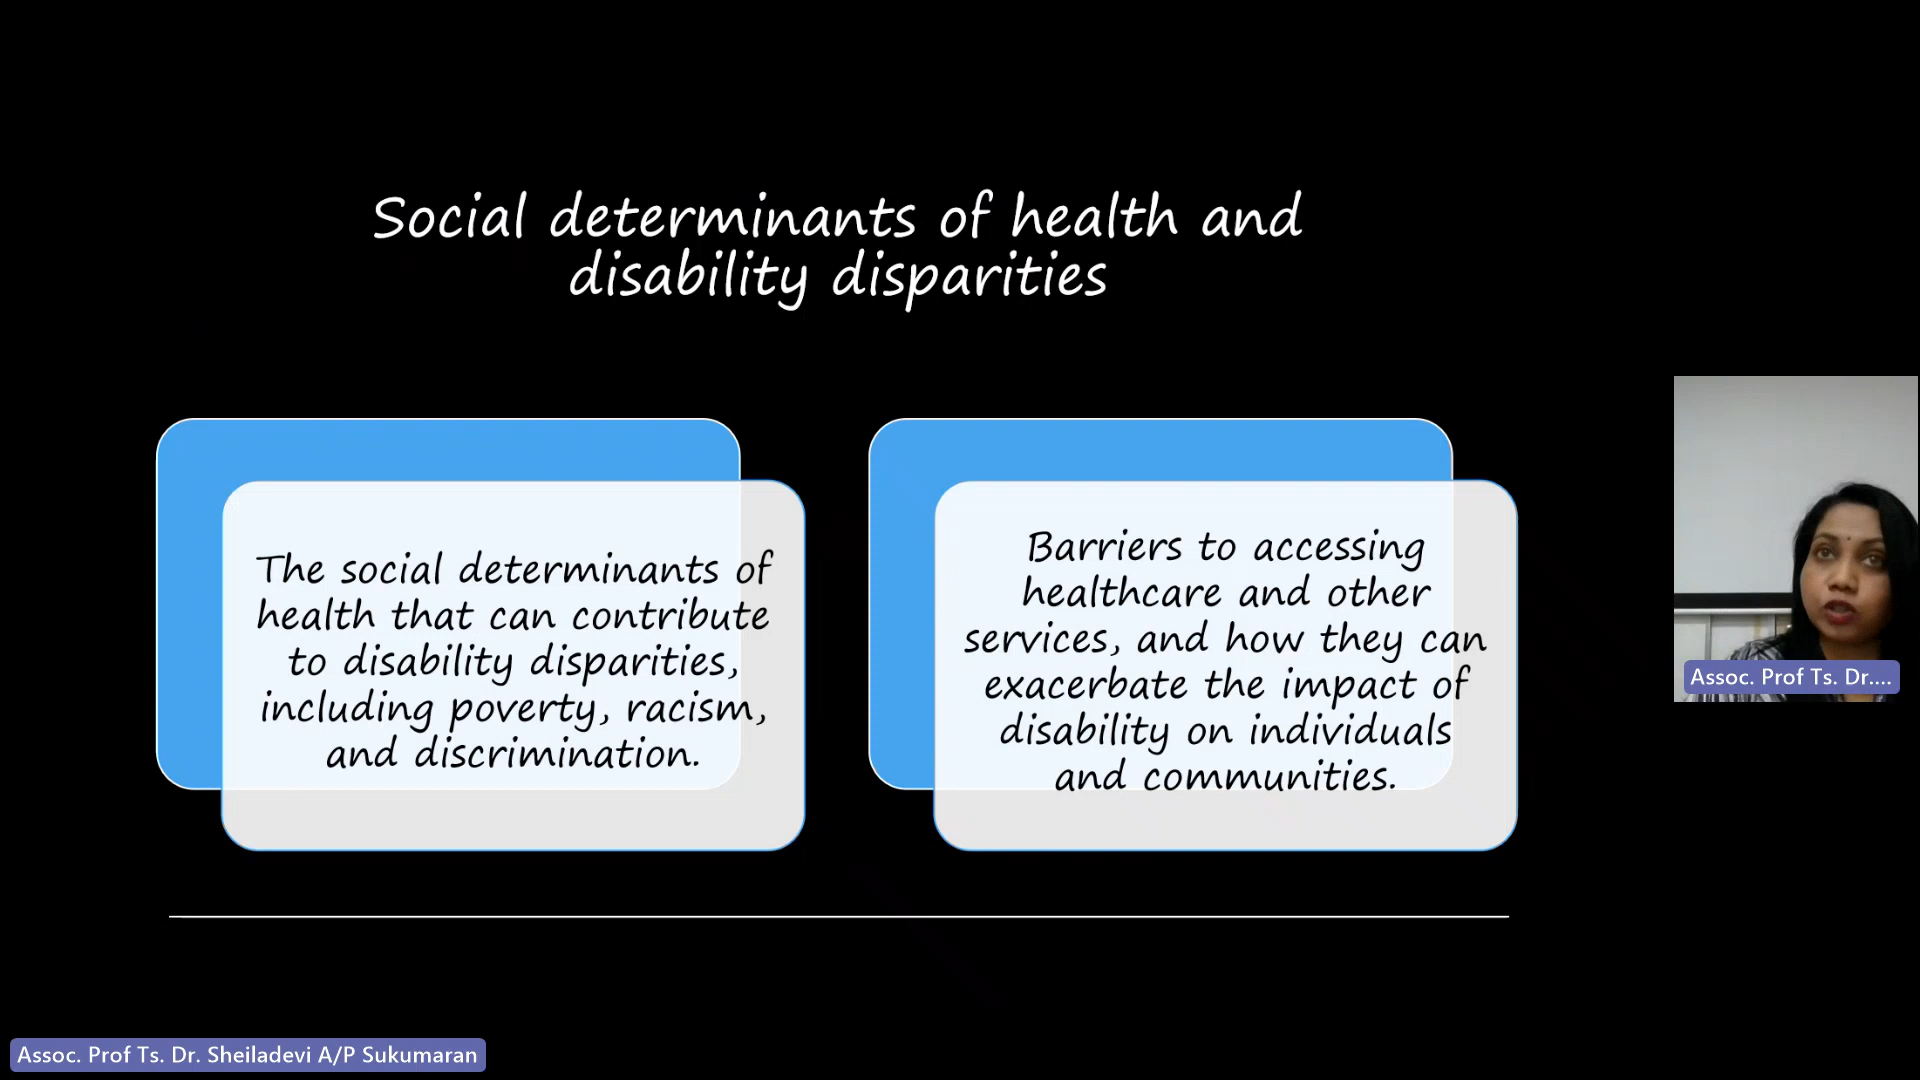 Social determinants of health and
disability disparities
The social determinants of
health that can contribute
to disability disparities,
including poverty, racism,
and discrimination.
Barriers to accessing
healthcare and other
services, and how they can
exacerbate the impact of
disability on individuals
and communities.
Assoc. Prof Ts. Dr....
Assoc. Prof Ts. Dr. Sheiladevi A/P Sukumaran